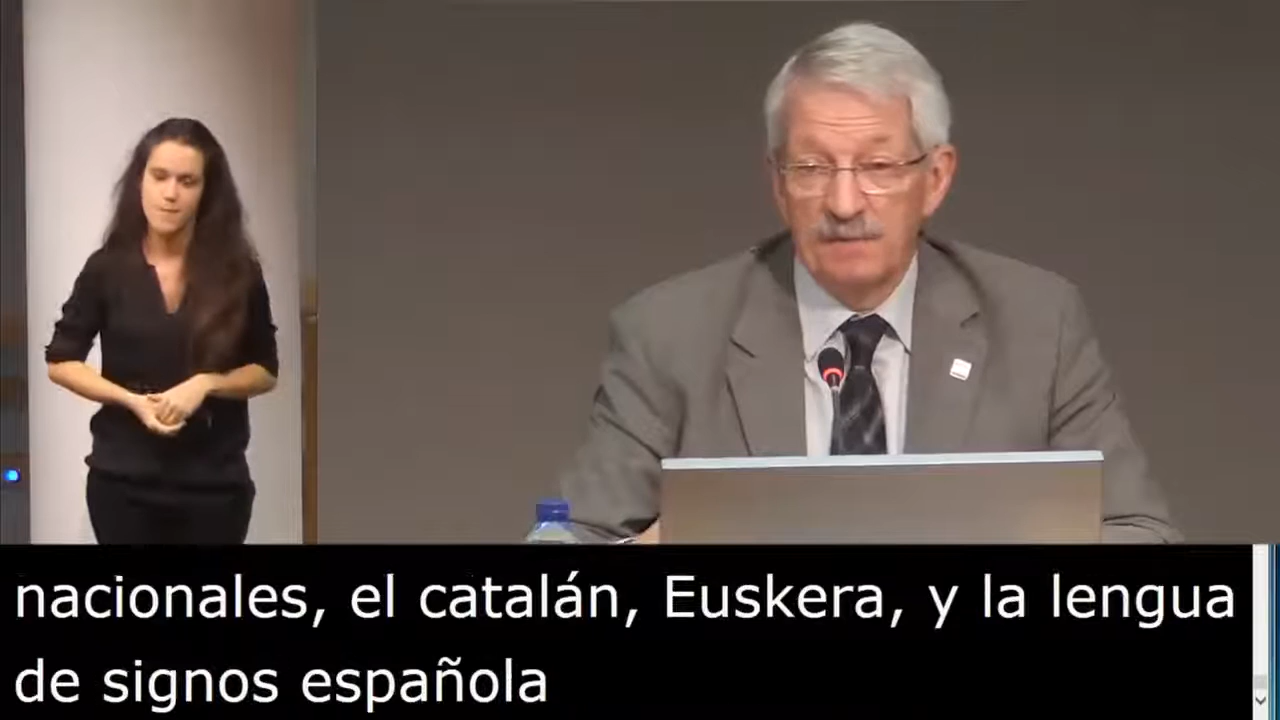 nacionales, el catalán, Euskera, y la lengua
de signos española